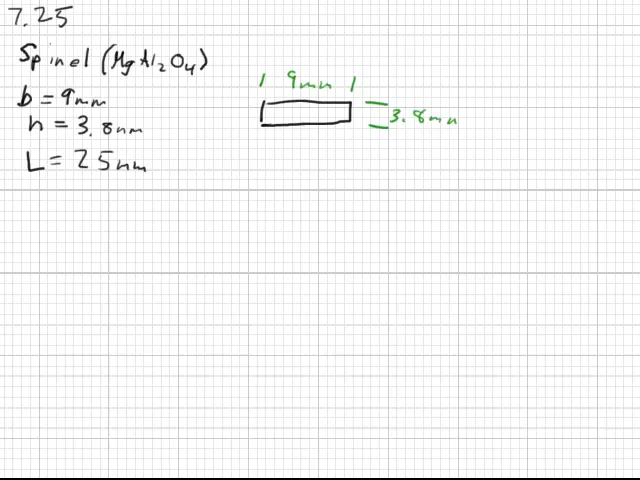 7.25
Spinel (MgAl₂O₄)
b = 9mm
h = 3.8mm
L = 25mm
9mm
3.8mm